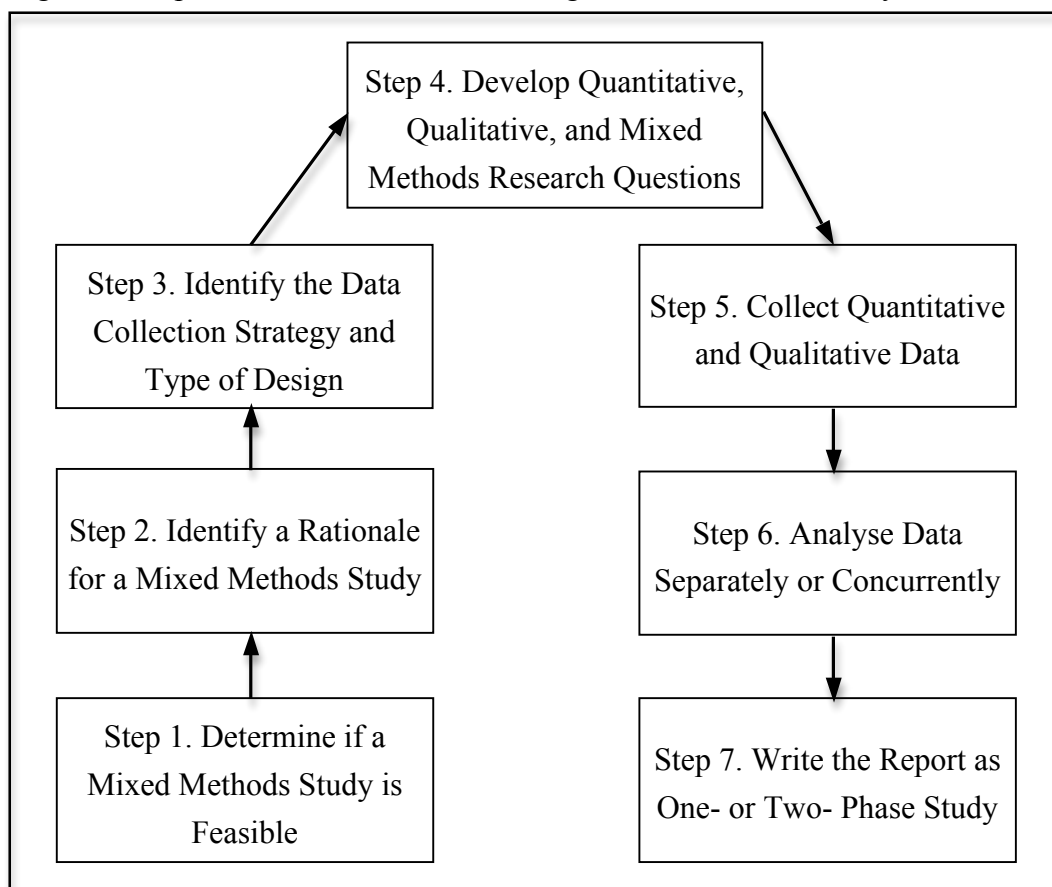 Step 4. Develop Quantitative,
Qualitative, and Mixed
Methods Research Questions
Step 3. Identify the Data
Collection Strategy and
Type of Design
Step 5. Collect Quantitative
and Qualitative Data
Step 2. Identify a Rationale
for a Mixed Methods Study
Step 6. Analyse Data
Separately or Concurrently
Step 1. Determine if a
Mixed Methods Study is
Feasible
Step 7. Write the Report as
One- or Two- Phase Study